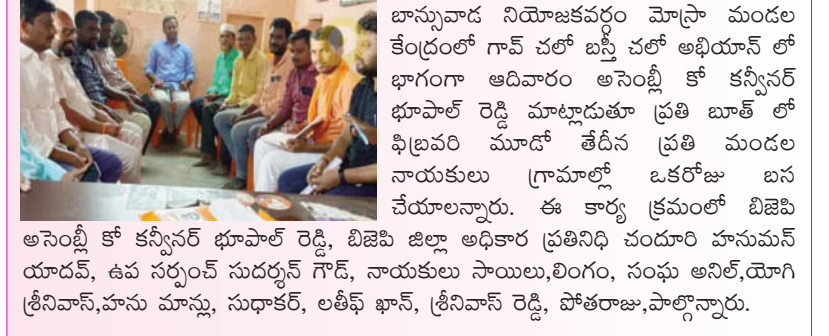 బాన్సువాడ నియోజకవర్గం మోస్రా మండల
కేంద్రంలో గావ్ చలో బస్తీ చలో అభియాన్ లో
భాగంగా ఆదివారం అసెంబ్లీ కో కన్వీనర్
భూపాల్ రెడ్డి మాట్లాడుతూ ప్రతి బూత్ లో
ఫిబ్రవరి మూడో తేదీన ప్రతి మండల
నాయకులు గ్రామాల్లో ఒకరోజు బస
చేయాలన్నారు. ఈ కార్య క్రమంలో బిజెపి
అసెంబ్లీ కో కన్వీనర్ భూపాల్ రెడ్డి, బిజెపి జిల్లా అధికార ప్రతినిధి చందూరి హనుమన్
యాదవ్, ఉప సర్పంచ్ సుదర్శన్ గౌడ్, నాయకులు సాయిలు,లింగం, సంఘ అనిల్,యోగి
శ్రీనివాస్,హను మాన్లు, సుధాకర్, లతీఫ్ ఖాన్, శ్రీనివాస్ రెడ్డి, పోతరాజు,పాల్గొన్నారు.